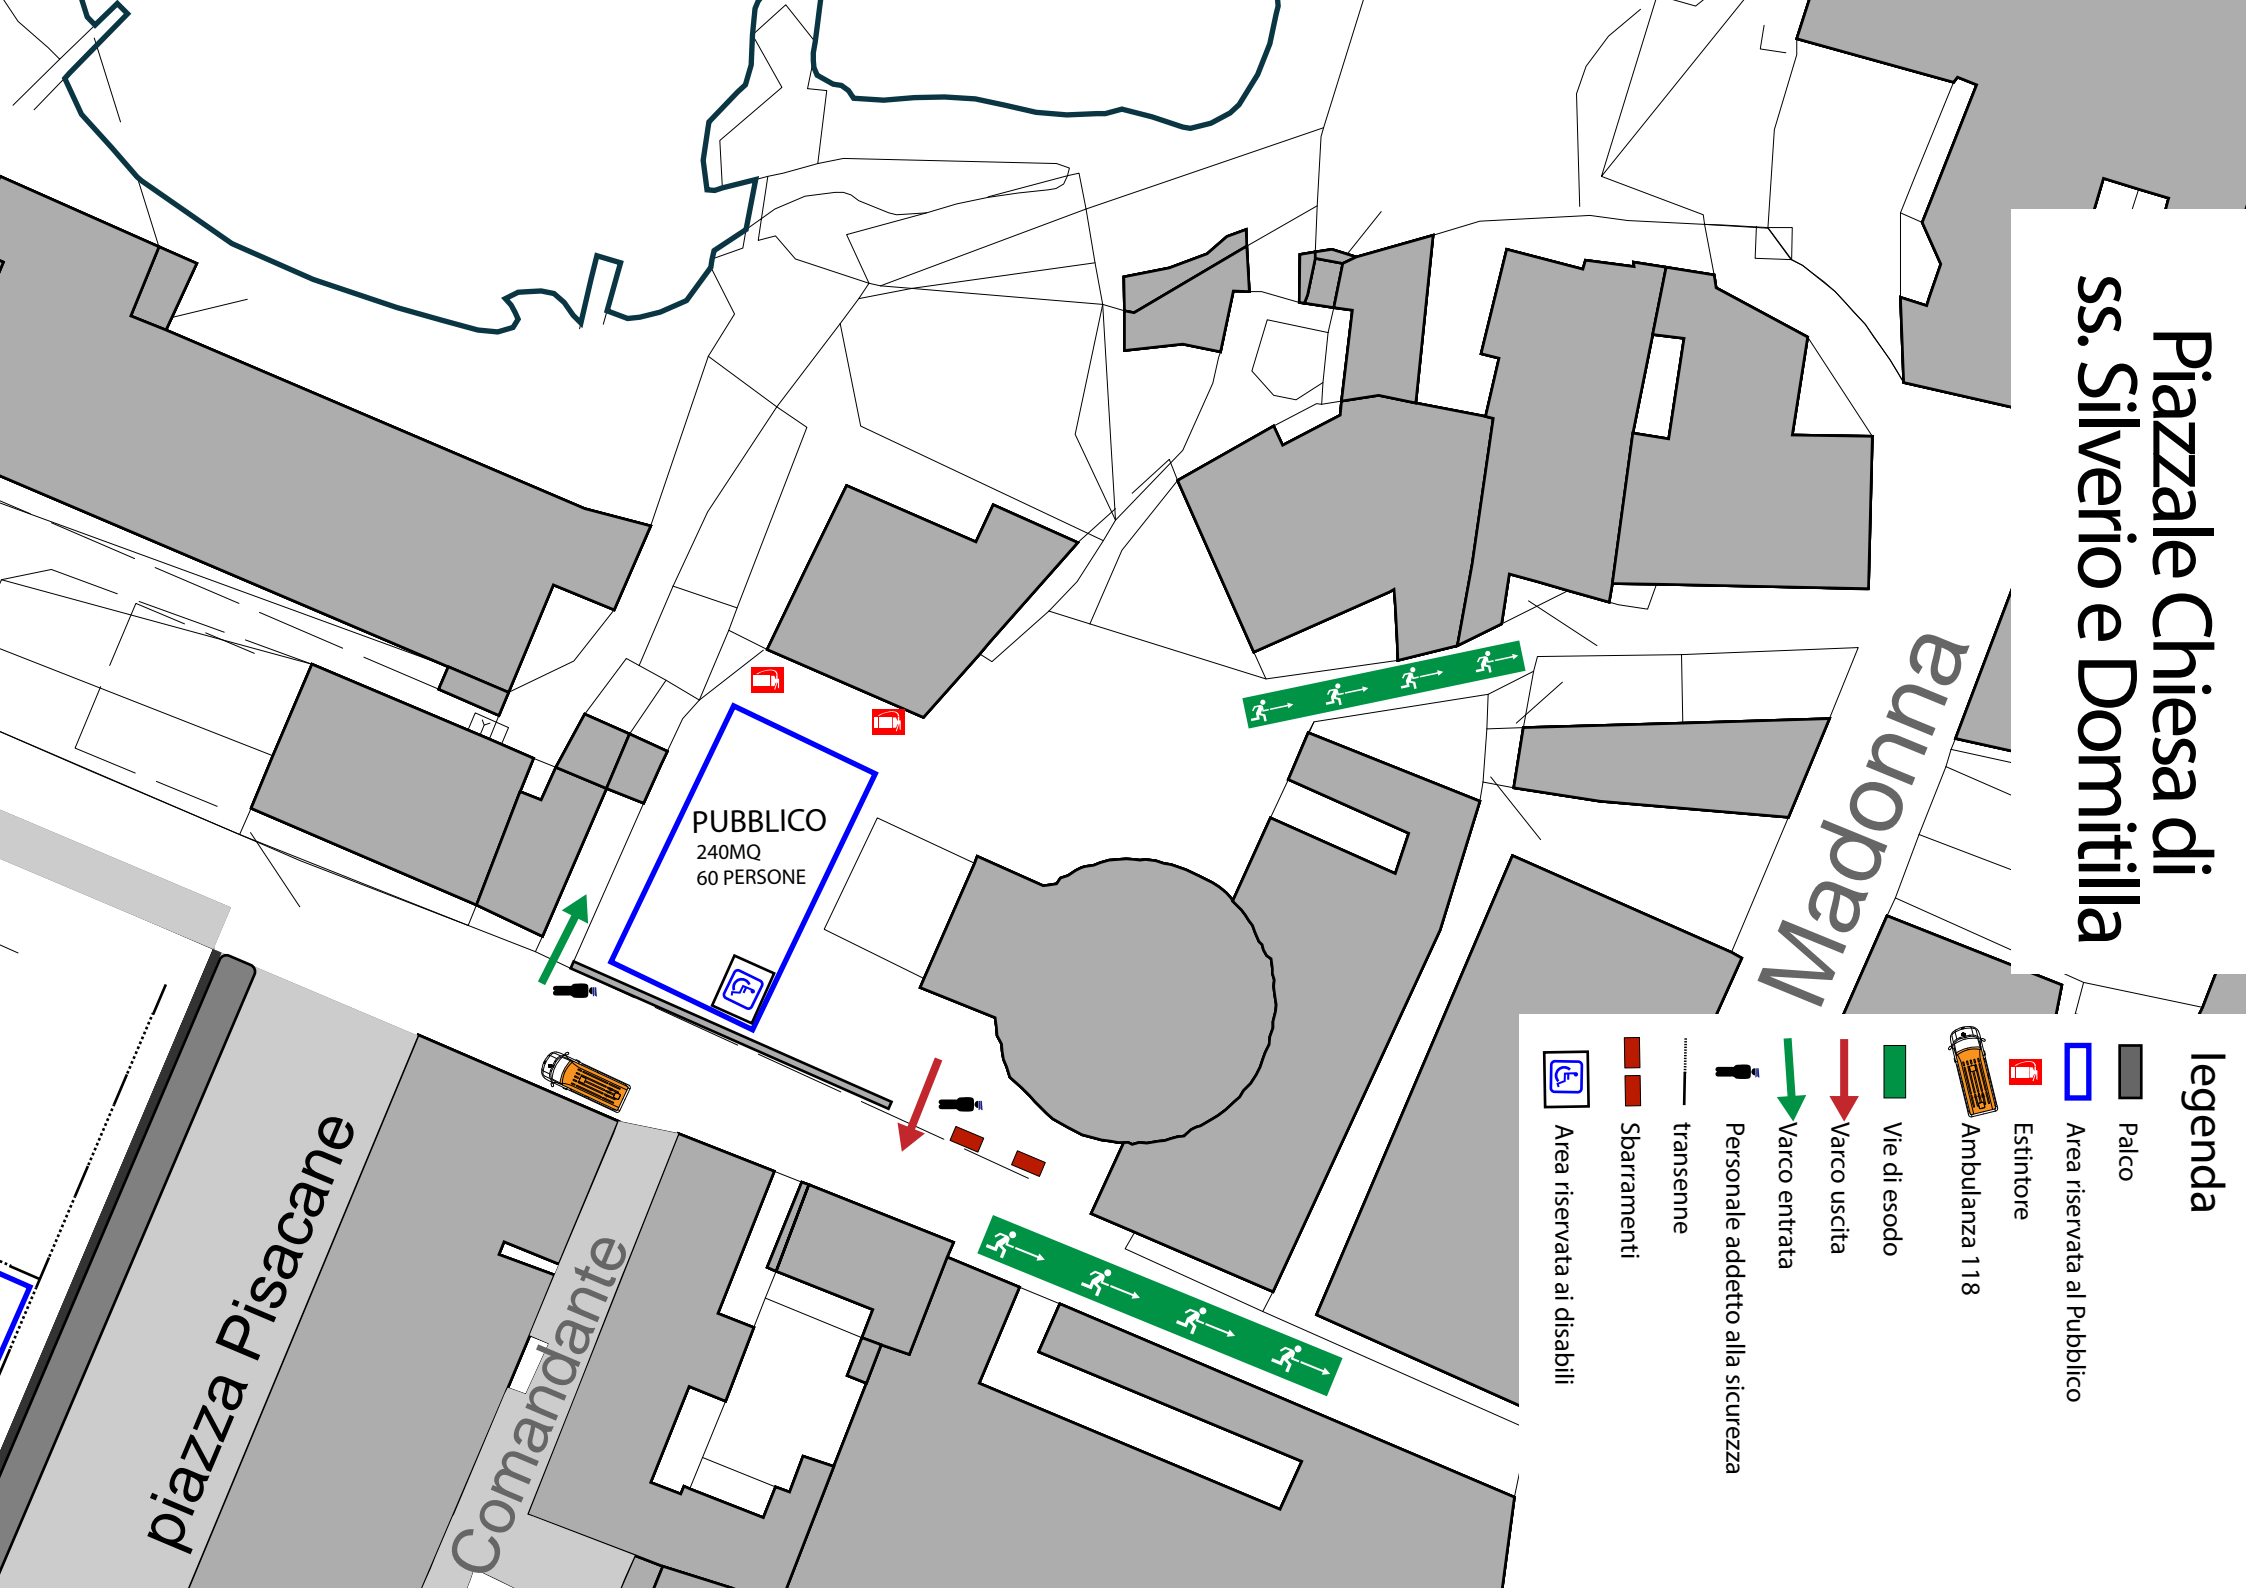 Piazzale Chiesa di
ss. Silverio e Domitilla
legenda
Palco
Area riservata al Pubblico
Estintore
Ambulanza 118
Vie di esodo
Varco uscita
Varco entrata
Personale addetto alla sicurezza
transenne
Sbarramenti
Area riservata ai disabili
PUBBLICO
240MQ
60 PERSONE
Madonna
piazza Pisacane
Comandante